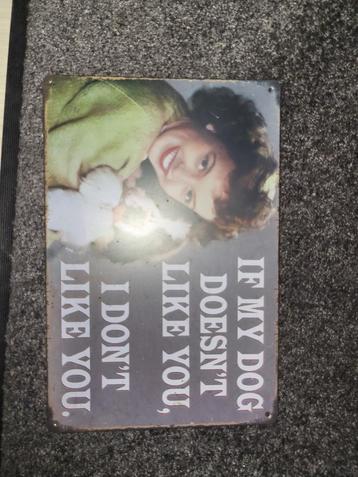 IF MY DOG
DOESN'T
LIKE YOU,
I DON'T
LIKE YOU.